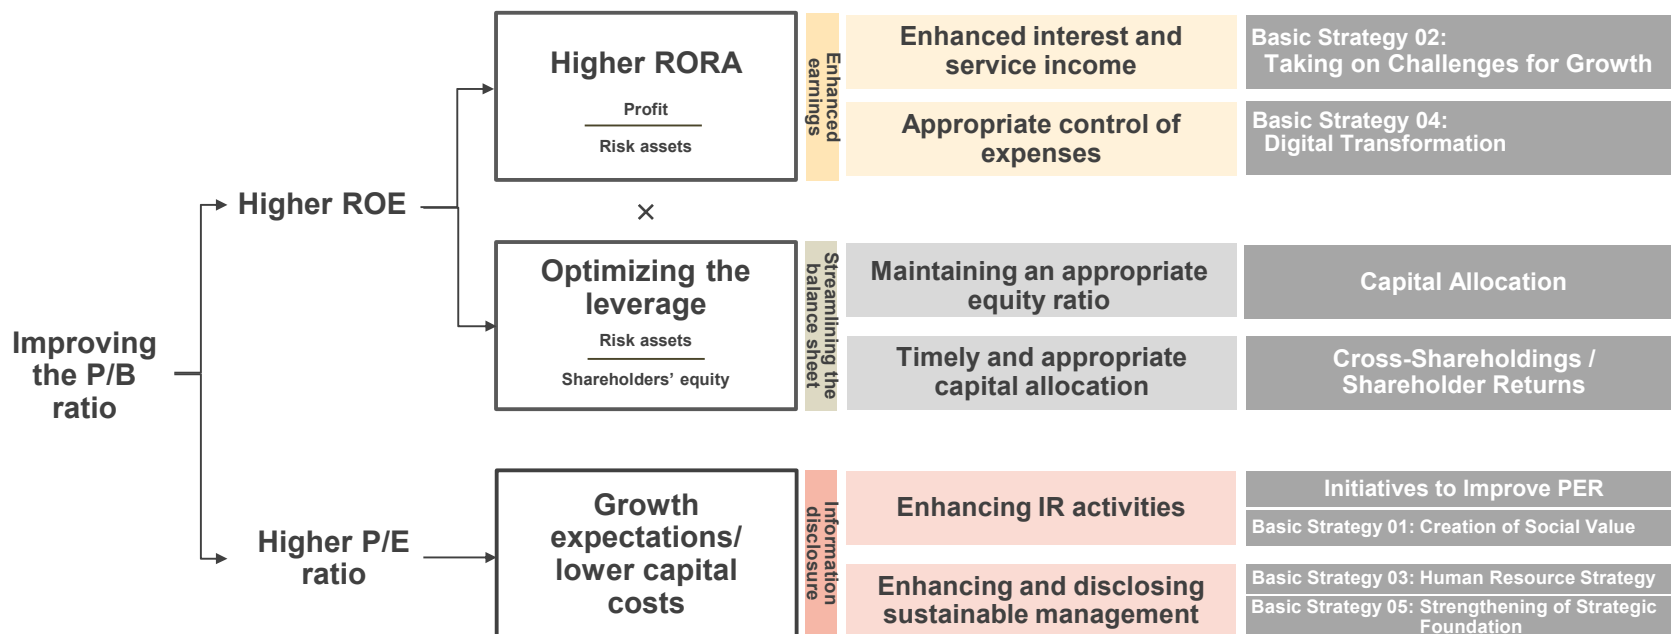 Improving
the P/B
ratio
Higher ROE
Higher RORA
Profit
Risk assets
×
Optimizing the
leverage
Risk assets
Shareholders’ equity
Enhanced
earnings
Enhanced interest and
service income
Appropriate control of
expenses
Basic Strategy 02:
Taking on Challenges for Growth
Basic Strategy 04:
Digital Transformation
Streamlining the
balance sheet
Maintaining an appropriate
equity ratio
Timely and appropriate
capital allocation
Capital Allocation
Cross-Shareholdings /
Shareholder Returns
Higher P/E
ratio
Growth
expectations/
lower capital
costs
Information
disclosure
Enhancing IR activities
Enhancing and disclosing
sustainable management
Initiatives to Improve PER
Basic Strategy 01: Creation of Social Value
Basic Strategy 03: Human Resource Strategy
Basic Strategy 05: Strengthening of Strategic
Foundation